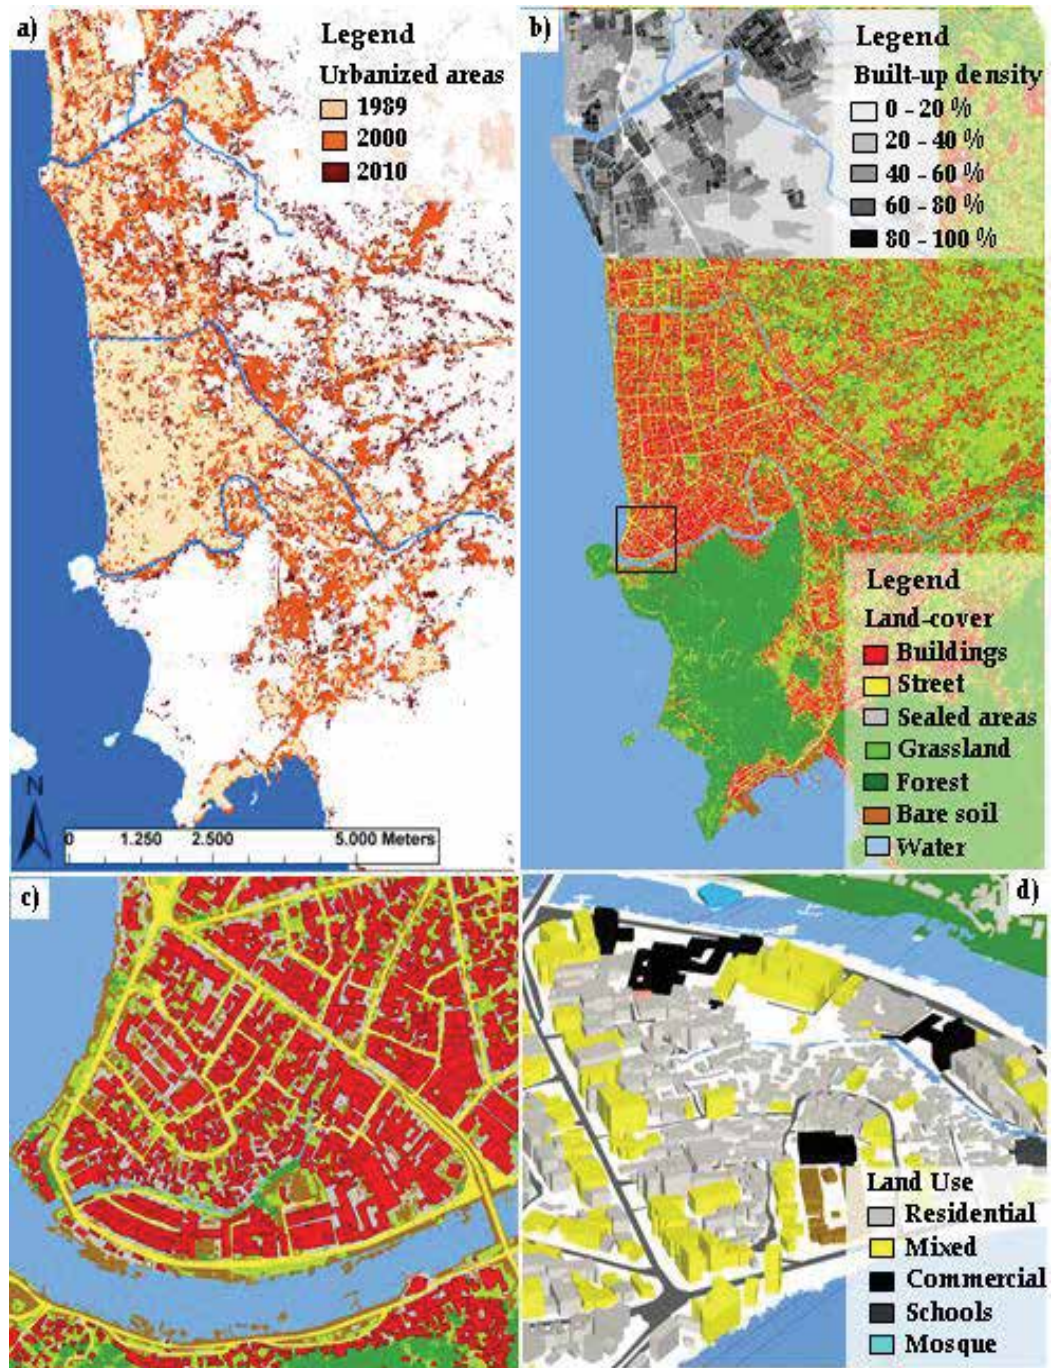 a)
Legend
Urbanized areas
1989
2000
2010
N
0 1.250 2.500 5.000 Meters
b)
Legend
Built-up density
0 - 20 %
20 - 40 %
40 - 60 %
60 - 80 %
80 - 100 %
Legend
Land-cover
Buildings
Street
Sealed areas
Grassland
Forest
Bare soil
Water
c)
d)
Land Use
Residential
Mixed
Commercial
Schools
Mosque